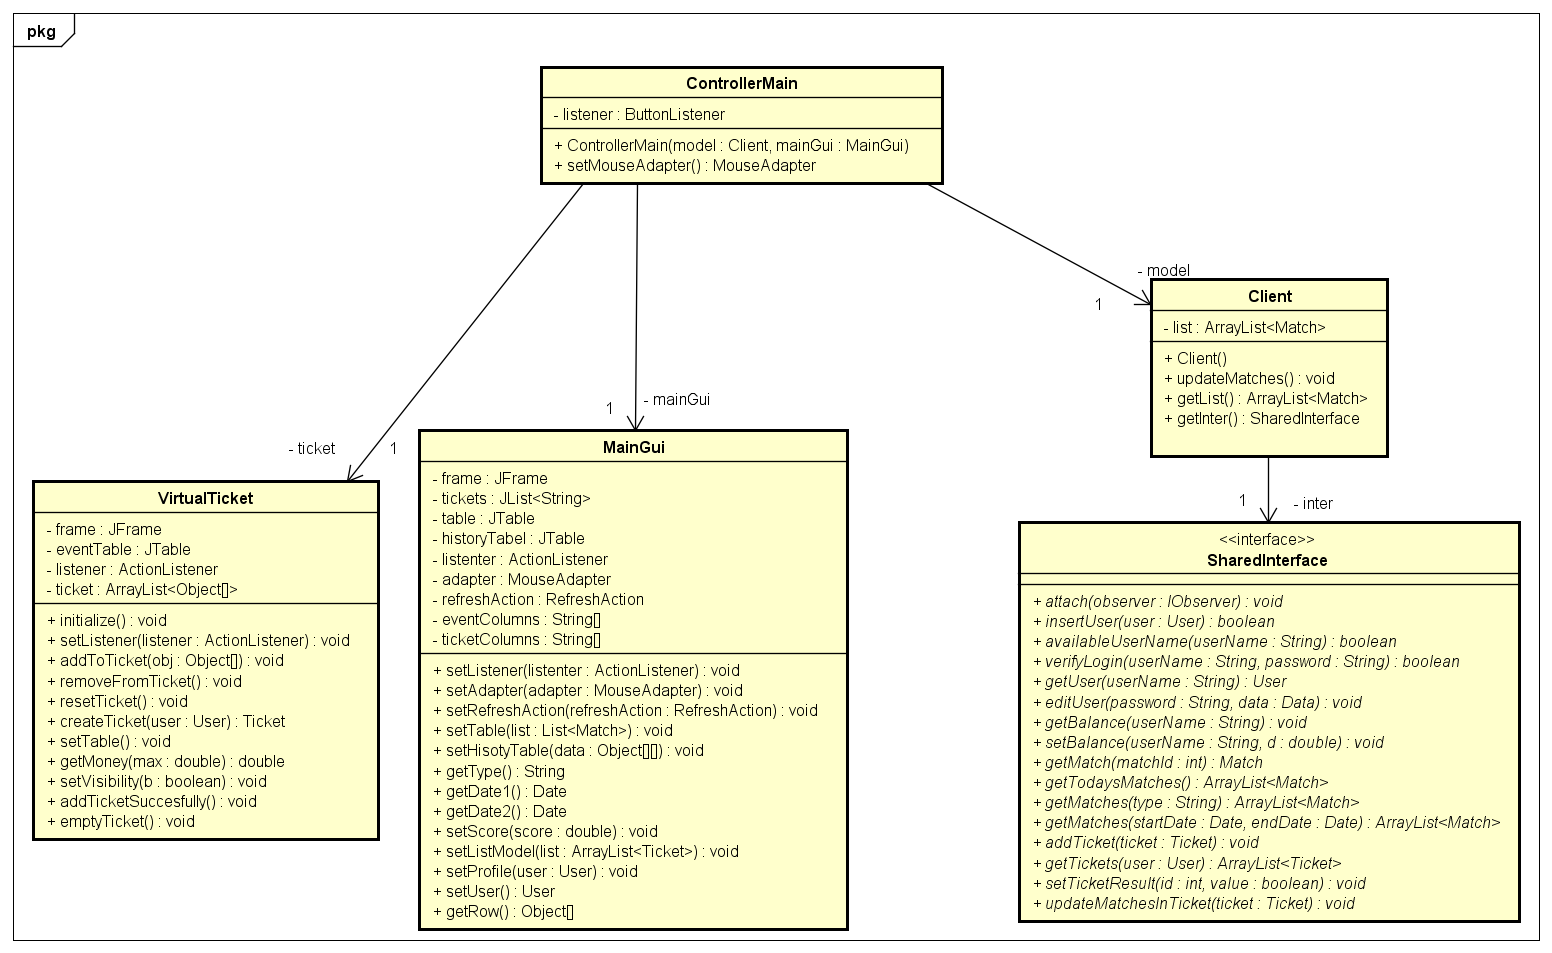 pkg
ControllerMain
- listener : ButtonListener
+ ControllerMain(model : Client, mainGui : MainGui)
+ setMouseAdapter() : MouseAdapter
- model
1
Client
- list : ArrayList<Match>
+ Client()
+ updateMatches() : void
+ getList() : ArrayList<Match>
+ getInter() : SharedInterface
- mainGui
1
- ticket
1
VirtualTicket
- frame : JFrame
- eventTable : JTable
- listener : ActionListener
- ticket : ArrayList<Object[]>
+ initialize() : void
+ setListener(listener : ActionListener) : void
+ addToTicket(obj : Object[]) : void
+ removeFromTicket() : void
+ resetTicket() : void
+ createTicket(user : User) : Ticket
+ setTable() : void
+ getMoney(max : double) : double
+ setVisibility(b : boolean) : void
+ addTicketSuccesfully() : void
+ emptyTicket() : void
MainGui
- frame : JFrame
- tickets : JList<String>
- table : JTable
- historyTabel : JTable
- listenter : ActionListener
- adapter : MouseAdapter
- refreshAction : RefreshAction
- eventColumns : String[]
- ticketColumns : String[]
+ setListener(listenter : ActionListener) : void
+ setAdapter(adapter : MouseAdapter) : void
+ setRefreshAction(refreshAction : RefreshAction) : void
+ setTable(list : List<Match>) : void
+ setHisotyTable(data : Object[][]) : void
+ getType() : String
+ getDate1() : Date
+ getDate2() : Date
+ setScore(score : double) : void
+ setListModel(list : ArrayList<Ticket>) : void
+ setProfile(user : User) : void
+ setUser() : User
+ getRow() : Object[]
1
- inter
<<interface>>
SharedInterface
+ attach(observer : IObserver) : void
+ insertUser(user : User) : boolean
+ availableUserName(userName : String) : boolean
+ verifyLogin(userName : String, password : String) : boolean
+ getUser(userName : String) : User
+ editUser(password : String, data : Data) : void
+ getBalance(userName : String) : void
+ setBalance(userName : String, d : double) : void
+ getMatch(matchId : int) : Match
+ getTodaysMatches() : ArrayList<Match>
+ getMatches(type : String) : ArrayList<Match>
+ getMatches(startDate : Date, endDate : Date) : ArrayList<Match>
+ addTicket(ticket : Ticket) : void
+ getTickets(user : User) : ArrayList<Ticket>
+ setTicketResult(id : int, value : boolean) : void
+ updateMatchesInTicket(ticket : Ticket) : void